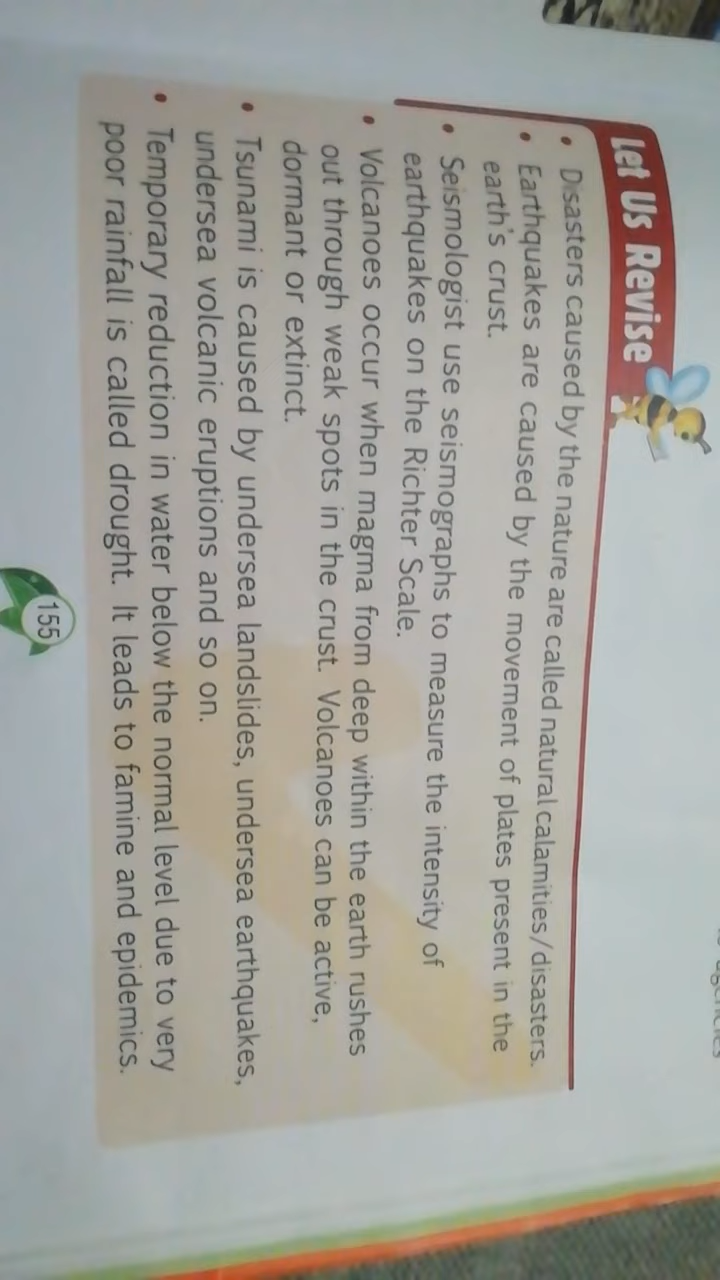 Let Us Revise
• Disasters caused by the nature are called natural calamities/disasters.
• Earthquakes are caused by the movement of plates present in the
earth's crust.
• Seismologist use seismographs to measure the intensity of
earthquakes on the Richter Scale.
• Volcanoes occur when magma from deep within the earth rushes
out through weak spots in the crust. Volcanoes can be active,
dormant or extinct.
• Tsunami is caused by undersea landslides, undersea earthquakes,
undersea volcanic eruptions and so on.
• Temporary reduction in water below the normal level due to very
poor rainfall is called drought. It leads to famine and epidemics.
155